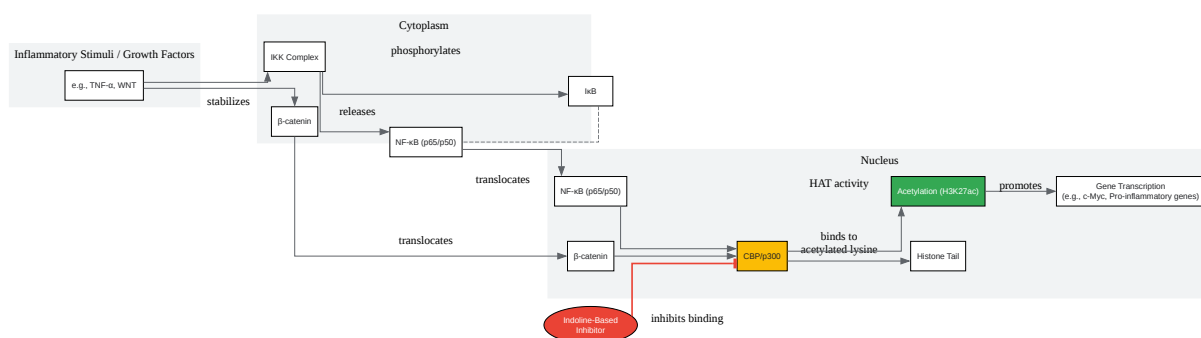 Cytoplasm
Inflammatory Stimuli / Growth Factors
e.g., TNF-α, WNT
stabilizes
IKK Complex
phosphorylates
IκB
β-catenin
releases
NF-κB (p65/p50)
translocates
translocates
Nucleus
NF-κB (p65/p50)
HAT activity
Acetylation (H3K27ac)
promotes
Gene Transcription
(e.g., c-Myc, Pro-inflammatory genes)
β-catenin
CBP/p300
binds to
acetylated lysine
Histone Tail
Indoline-Based
Inhibitor
inhibits binding